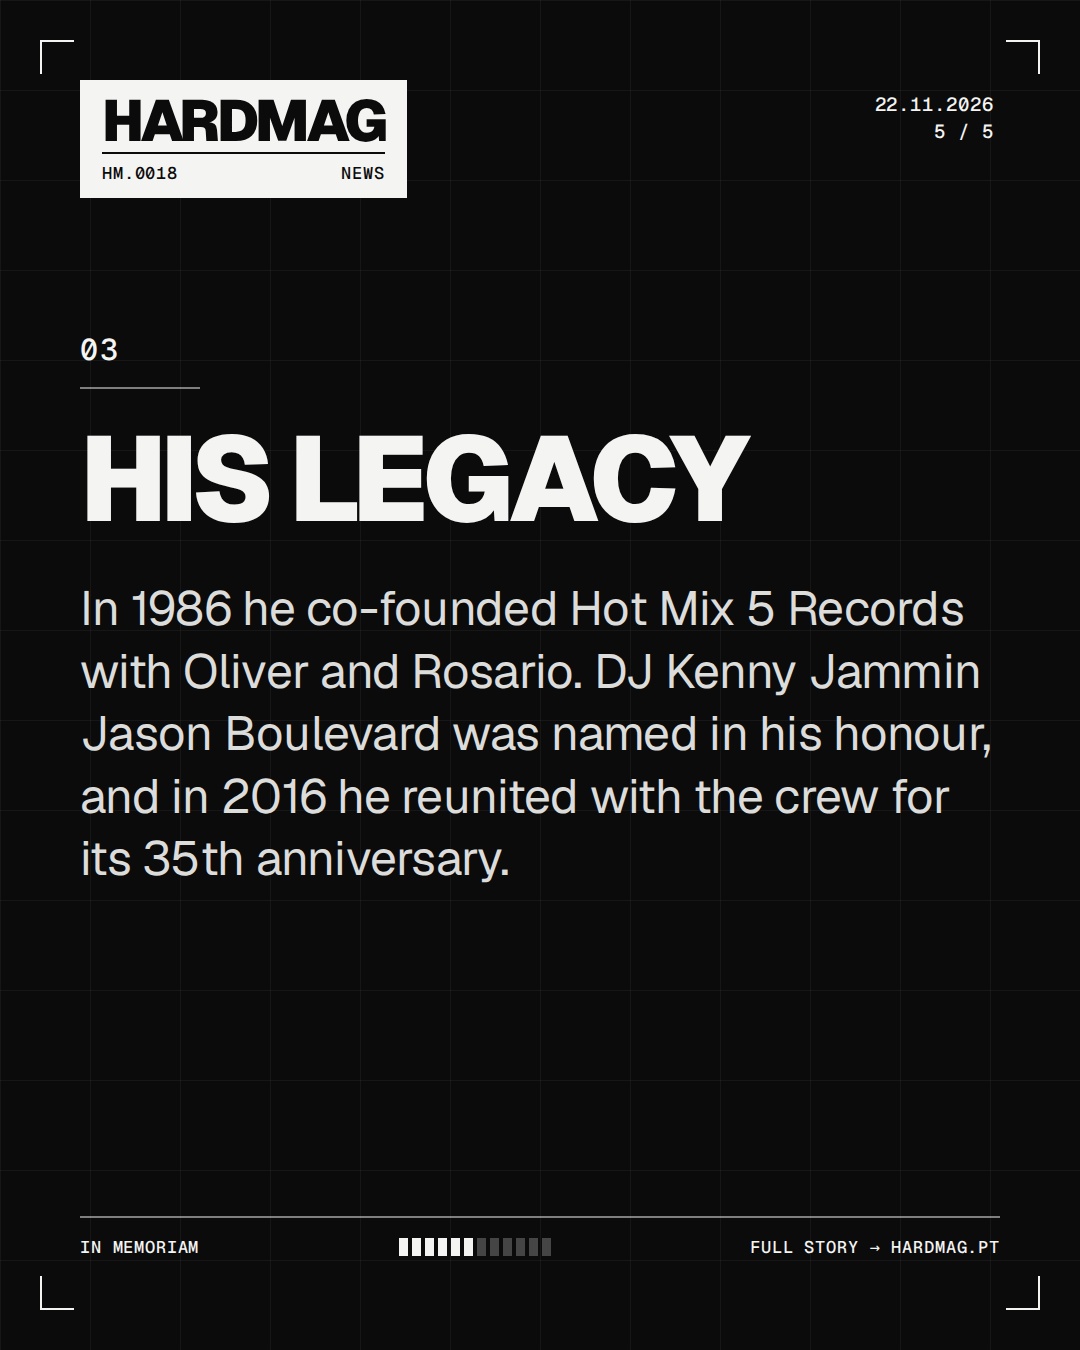 HARDMAG
HM.0018 NEWS
22.11.2026
5 / 5
03
HIS LEGACY
In 1986 he co-founded Hot Mix 5 Records
with Oliver and Rosario. DJ Kenny Jammin
Jason Boulevard was named in his honour,
and in 2016 he reunited with the crew for
its 35th anniversary.
IN MEMORIAM
FULL STORY → HARDMAG.PT